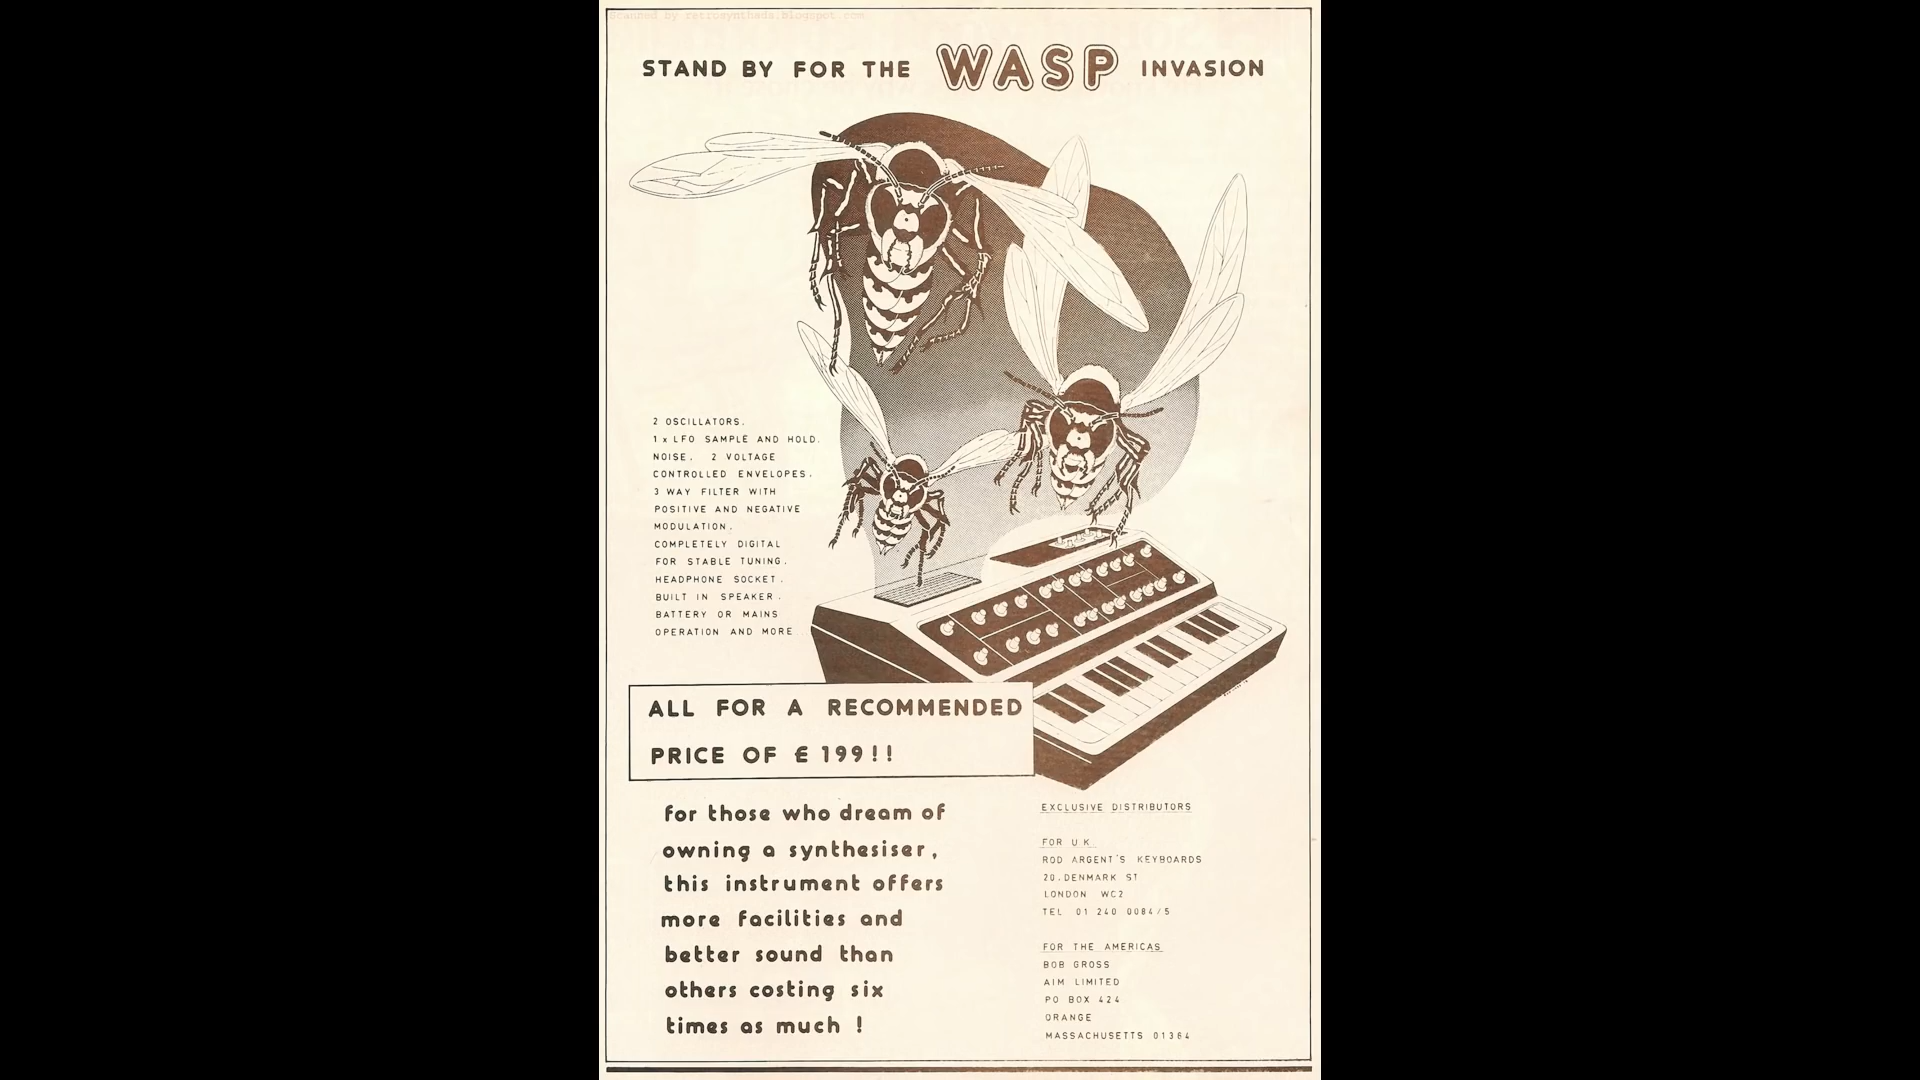 Scanned by retrosynthads.blogspot.com
STAND BY FOR THE WASP INVASION
2 OSCILLATORS.
1 x LFO SAMPLE AND HOLD.
NOISE. 2 VOLTAGE
CONTROLLED ENVELOPES.
3 WAY FILTER WITH
POSITIVE AND NEGATIVE
MODULATION.
COMPLETELY DIGITAL
FOR STABLE TUNING.
HEADPHONE SOCKET.
BUILT IN SPEAKER.
BATTERY OR MAINS
OPERATION AND MORE
ALL FOR A RECOMMENDED
PRICE OF £199!!
for those who dream of
owning a synthesiser,
this instrument offers
more facilities and
better sound than
others costing six
times as much !
EXCLUSIVE DISTRIBUTORS
FOR U K
ROD ARGENT'S KEYBOARDS
20. DENMARK ST
LONDON WC2
TEL 01 240 0084/5
FOR THE AMERICAS
BOB GROSS
AIM LIMITED
PO BOX 424
ORANGE
MASSACHUSETTS 01364